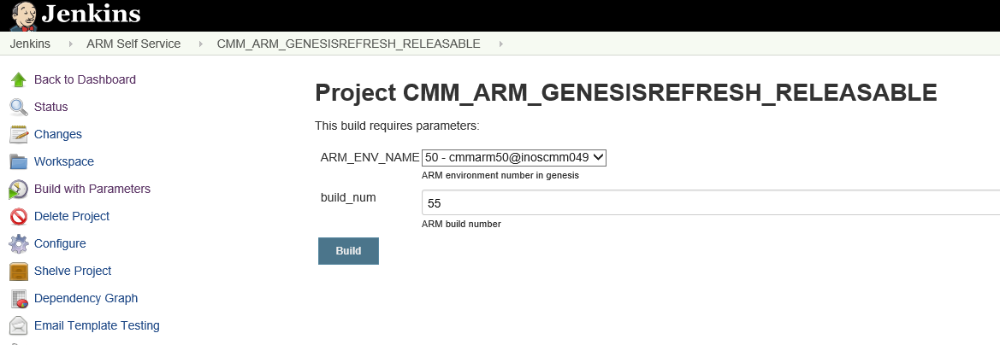 Jenkins
Jenkins ARM Self Service CMM_ARM_GENESISREFRESH_RELEASABLE
Back to Dashboard
Status
Changes
Workspace
Build with Parameters
Delete Project
Configure
Shelve Project
Dependency Graph
Email Template Testing
Project CMM_ARM_GENESISREFRESH_RELEASABLE
This build requires parameters:
ARM_ENV_NAME 50 - cmmarm50@inoscmm049
ARM environment number in genesis
build_num 55
ARM build number
Build